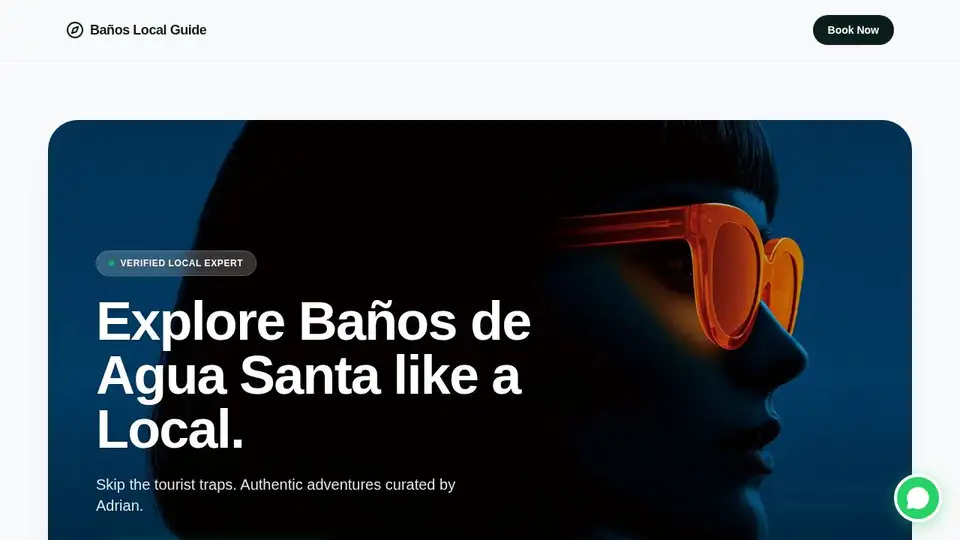 Baños Local Guide
Book Now
VERIFIED LOCAL EXPERT
Explore Baños de
Agua Santa like a
Local.
Skip the tourist traps. Authentic adventures curated by
Adrian.